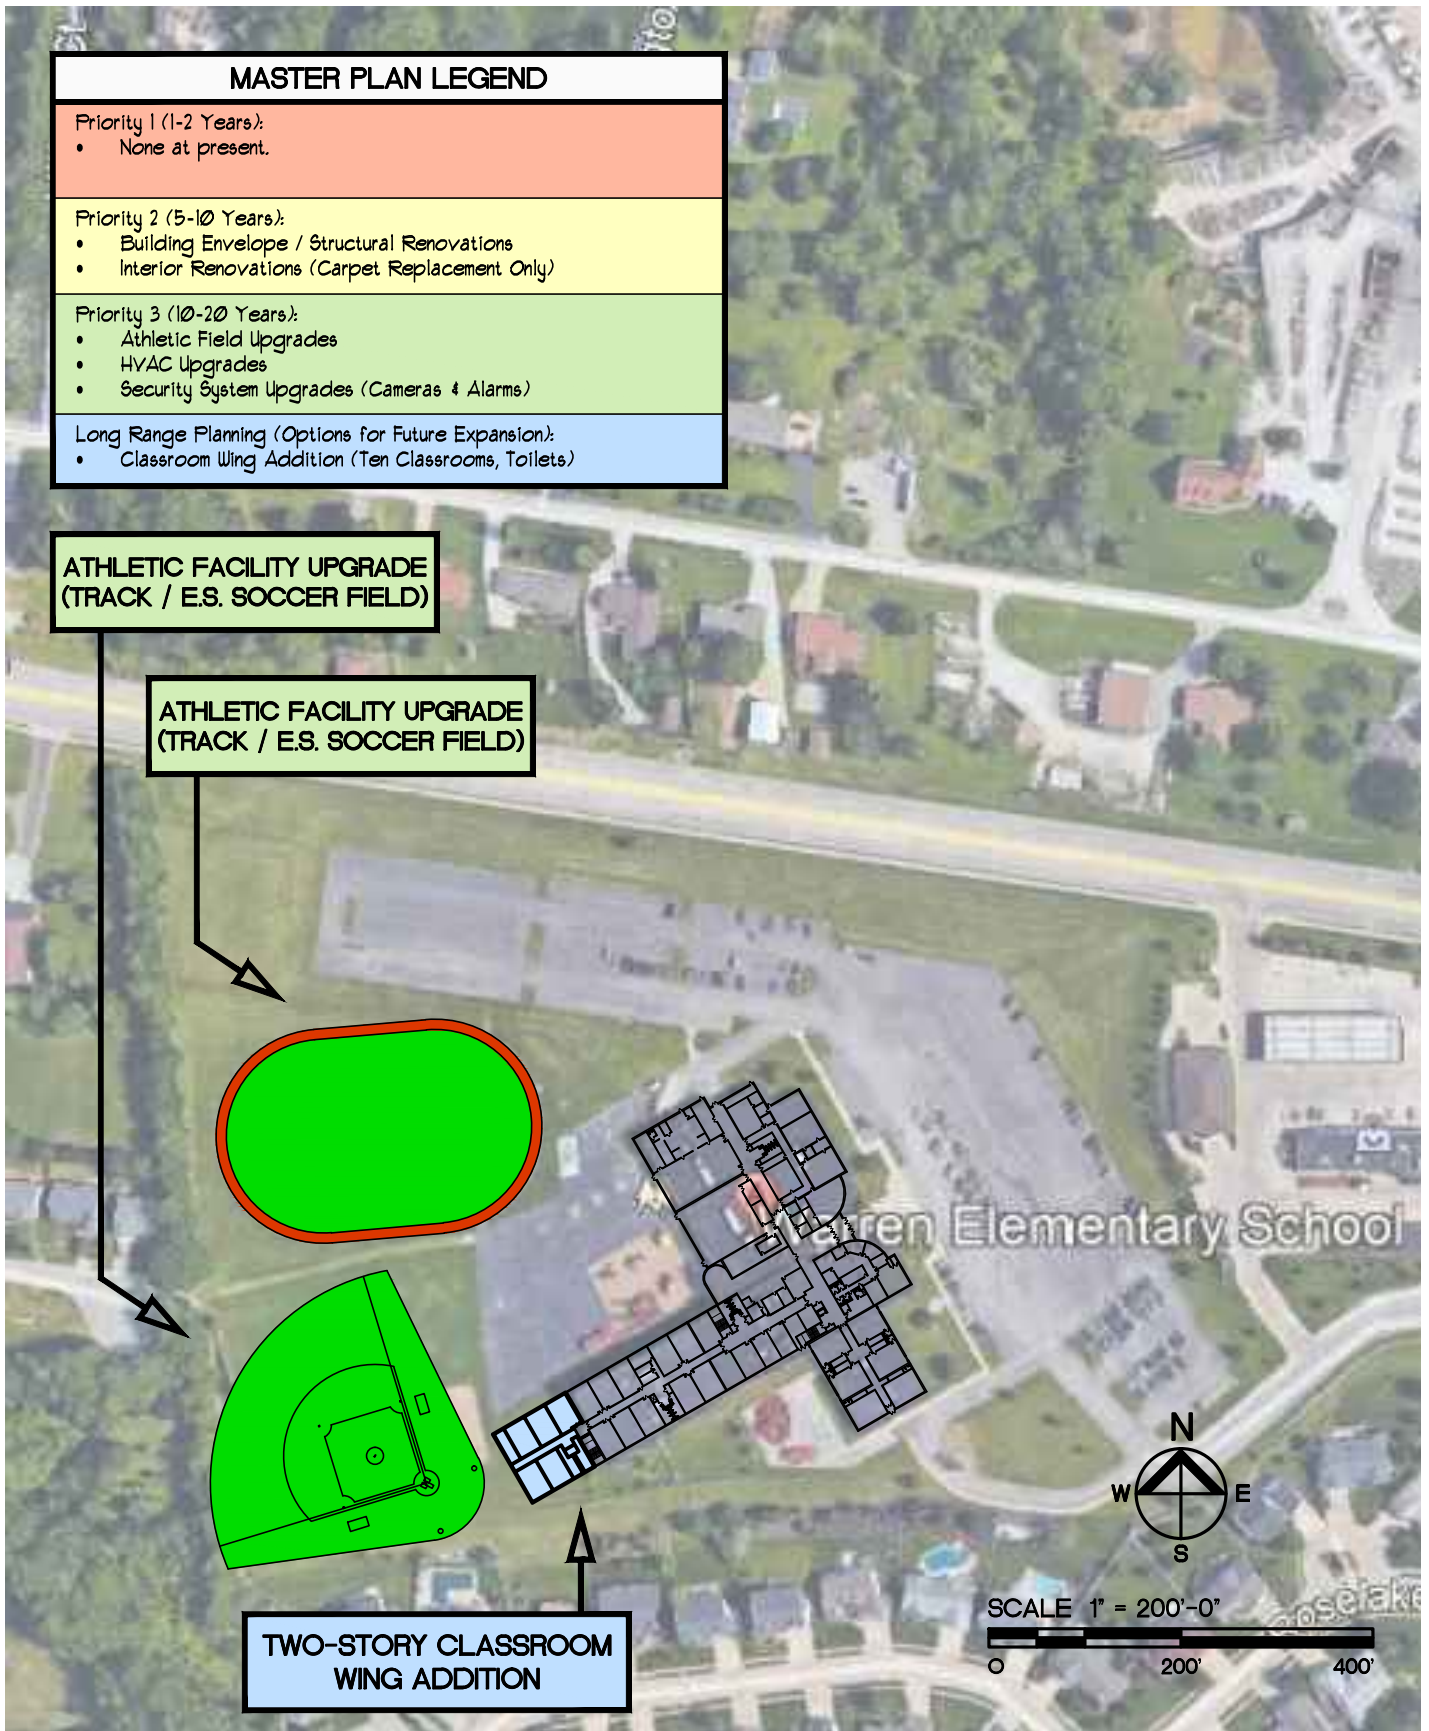 MASTER PLAN LEGEND
Priority 1 (1-2 Years):
• None at present.
Priority 2 (5-10 Years):
• Building Envelope / Structural Renovations
• Interior Renovations (Carpet Replacement Only)
Priority 3 (10-20 Years):
• Athletic Field Upgrades
• HVAC Upgrades
• Security System Upgrades (Cameras & Alarms)
Long Range Planning (Options for Future Expansion):
• Classroom Wing Addition (Ten Classrooms, Toilets)
ATHLETIC FACILITY UPGRADE
(TRACK / E.S. SOCCER FIELD)
ATHLETIC FACILITY UPGRADE
(TRACK / E.S. SOCCER FIELD)
Elementary School
N
W E
S
SCALE 1" = 200'-0"
0 200' 400'
TWO-STORY CLASSROOM
WING ADDITION